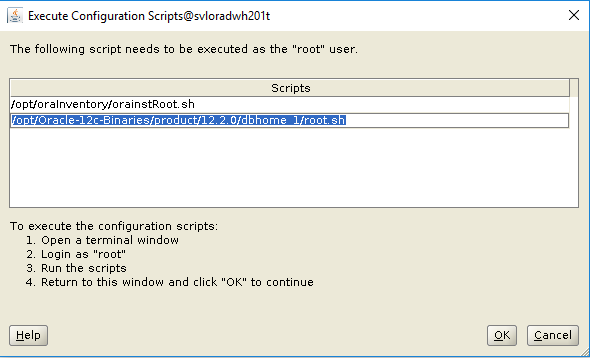 Execute Configuration Scripts@svloradwh201t
The following script needs to be executed as the "root" user.
Scripts
/opt/oraInventory/orainstRoot.sh
/opt/Oracle-12c-Binaries/product/12.2.0/dbhome_1/root.sh
To execute the configuration scripts:
1. Open a terminal window
2. Login as "root"
3. Run the scripts
4. Return to this window and click "OK" to continue
Help
OK
Cancel